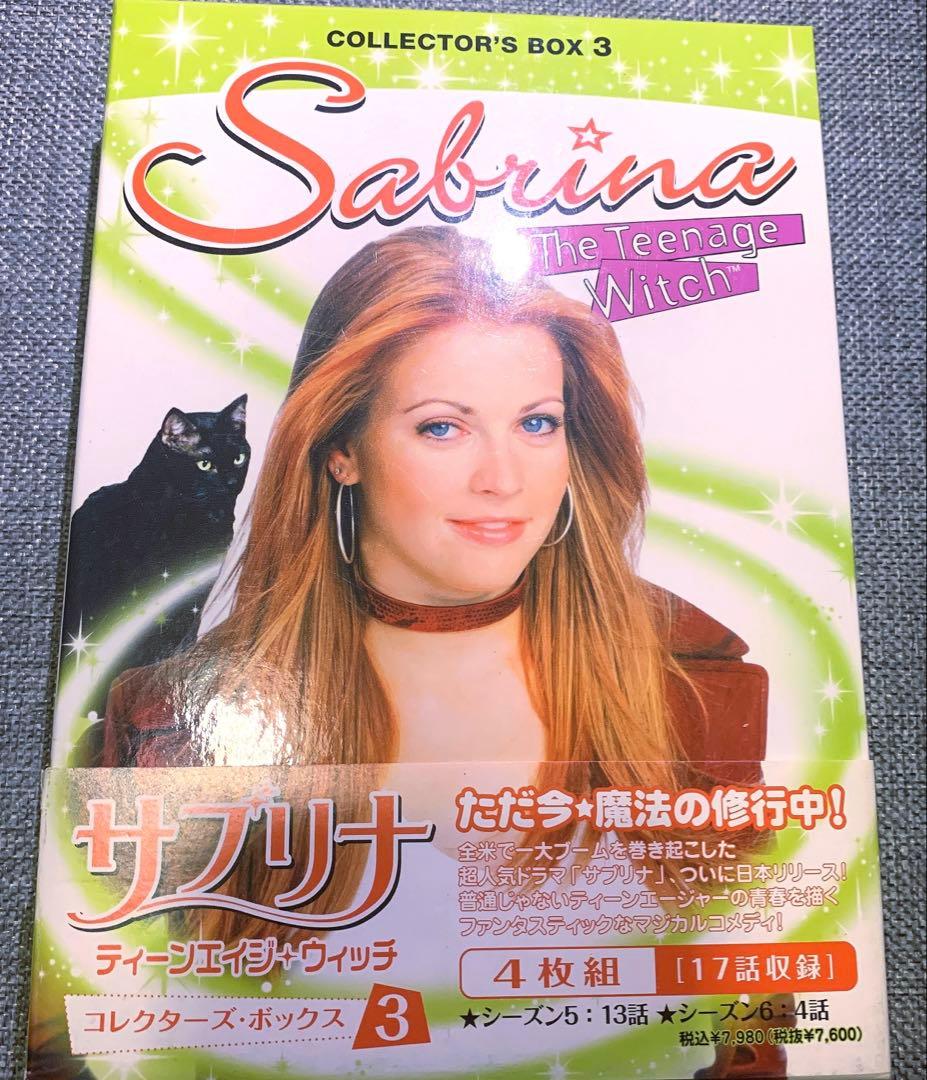 COLLECTOR'S BOX 3
Sabrina
The Teenage
Witch™
サブリナ
ティーンエイジ✦ウィッチ
コレクターズ・ボックス 3
ただ今★魔法の修行中!
全米で一大ブームを巻き起こした
超人気ドラマ「サブリナ」、ついに日本リリース!
普通じゃないティーンエージャーの青春を描く
ファンタスティックなマジカルコメディ!
4枚組 [17話収録]
★シーズン5:13話 ★シーズン6:4話
税込¥7,980(税抜¥7,600)